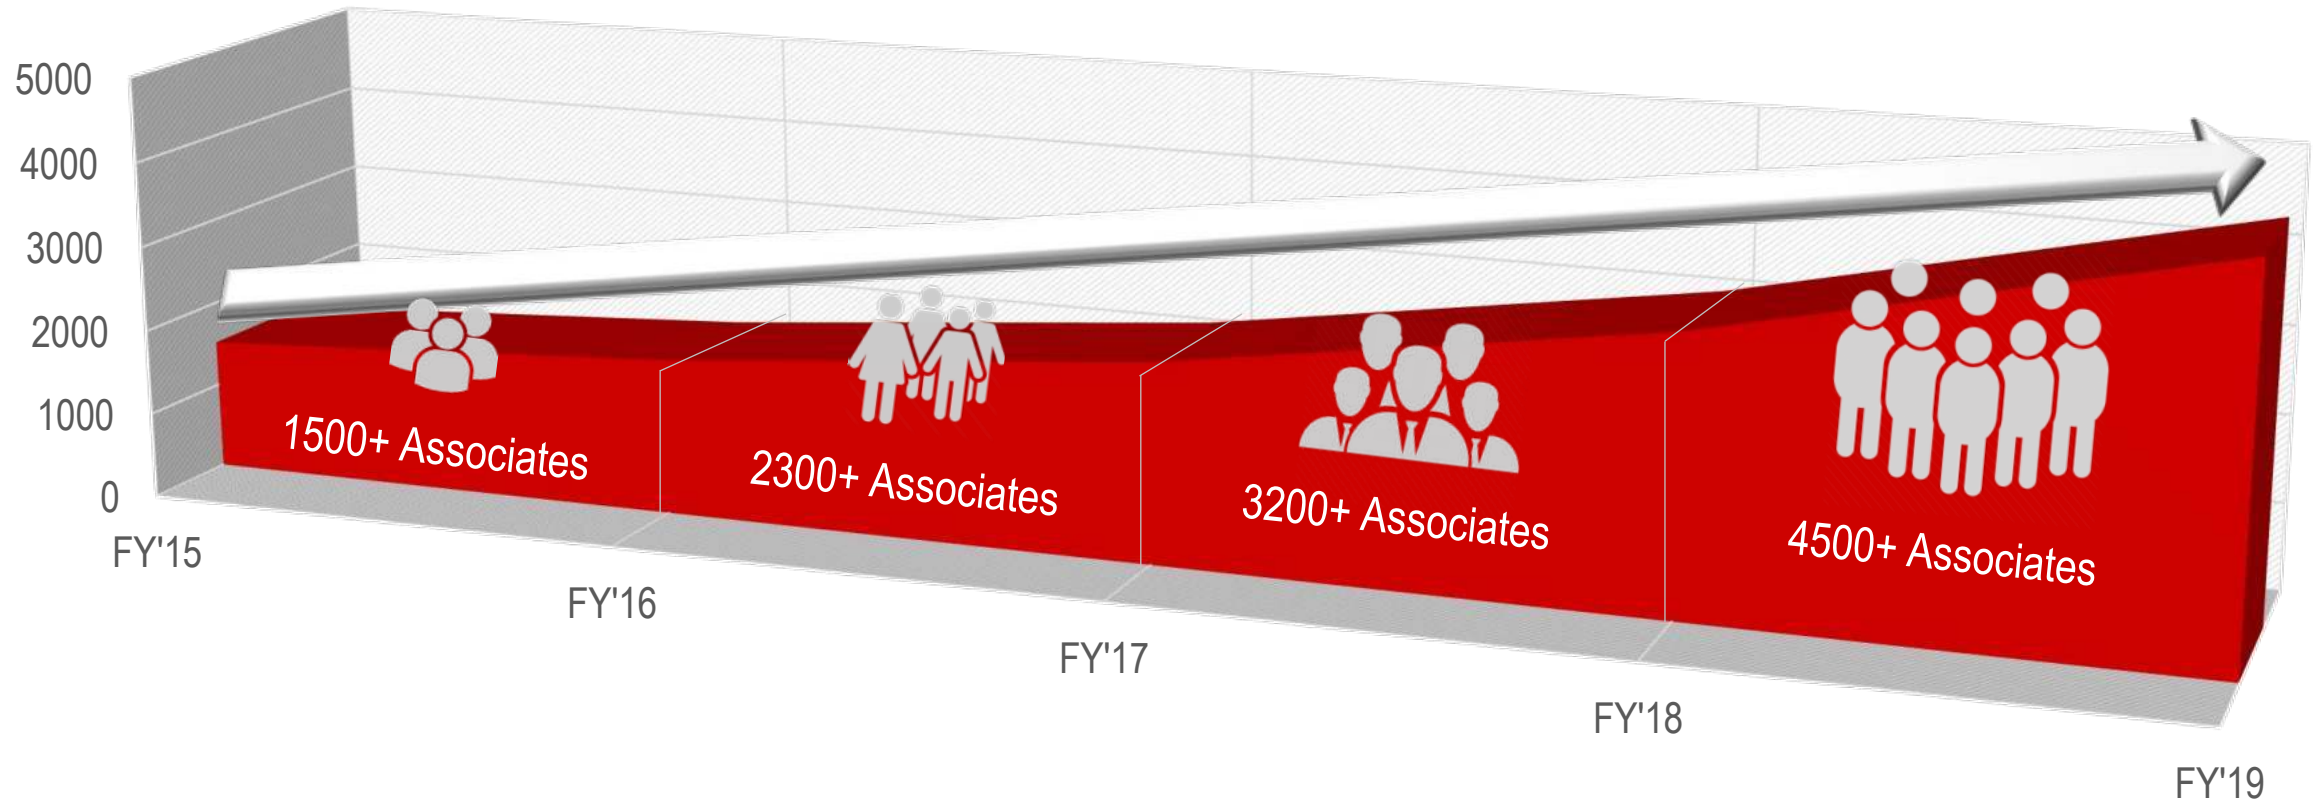 5000
4000
3000
2000
1000
0
1500+ Associates
2300+ Associates
3200+ Associates
4500+ Associates
FY'15
FY'16
FY'17
FY'18
FY'19